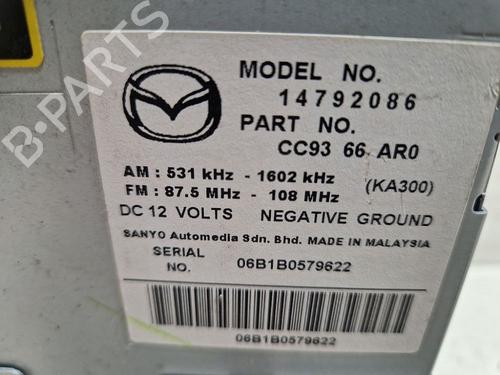 MODEL NO.
14792086
PART NO.
CC93 66 AR0
AM : 531 kHz - 1602 kHz
FM : 87.5 MHz - 108 MHz
(KA300)
DC 12 VOLTS NEGATIVE GROUND
SANYO Automedia Sdn. Bhd. MADE IN MALAYSIA
SERIAL NO. 06B1B0579622
06B1B0579622
B-PARTS